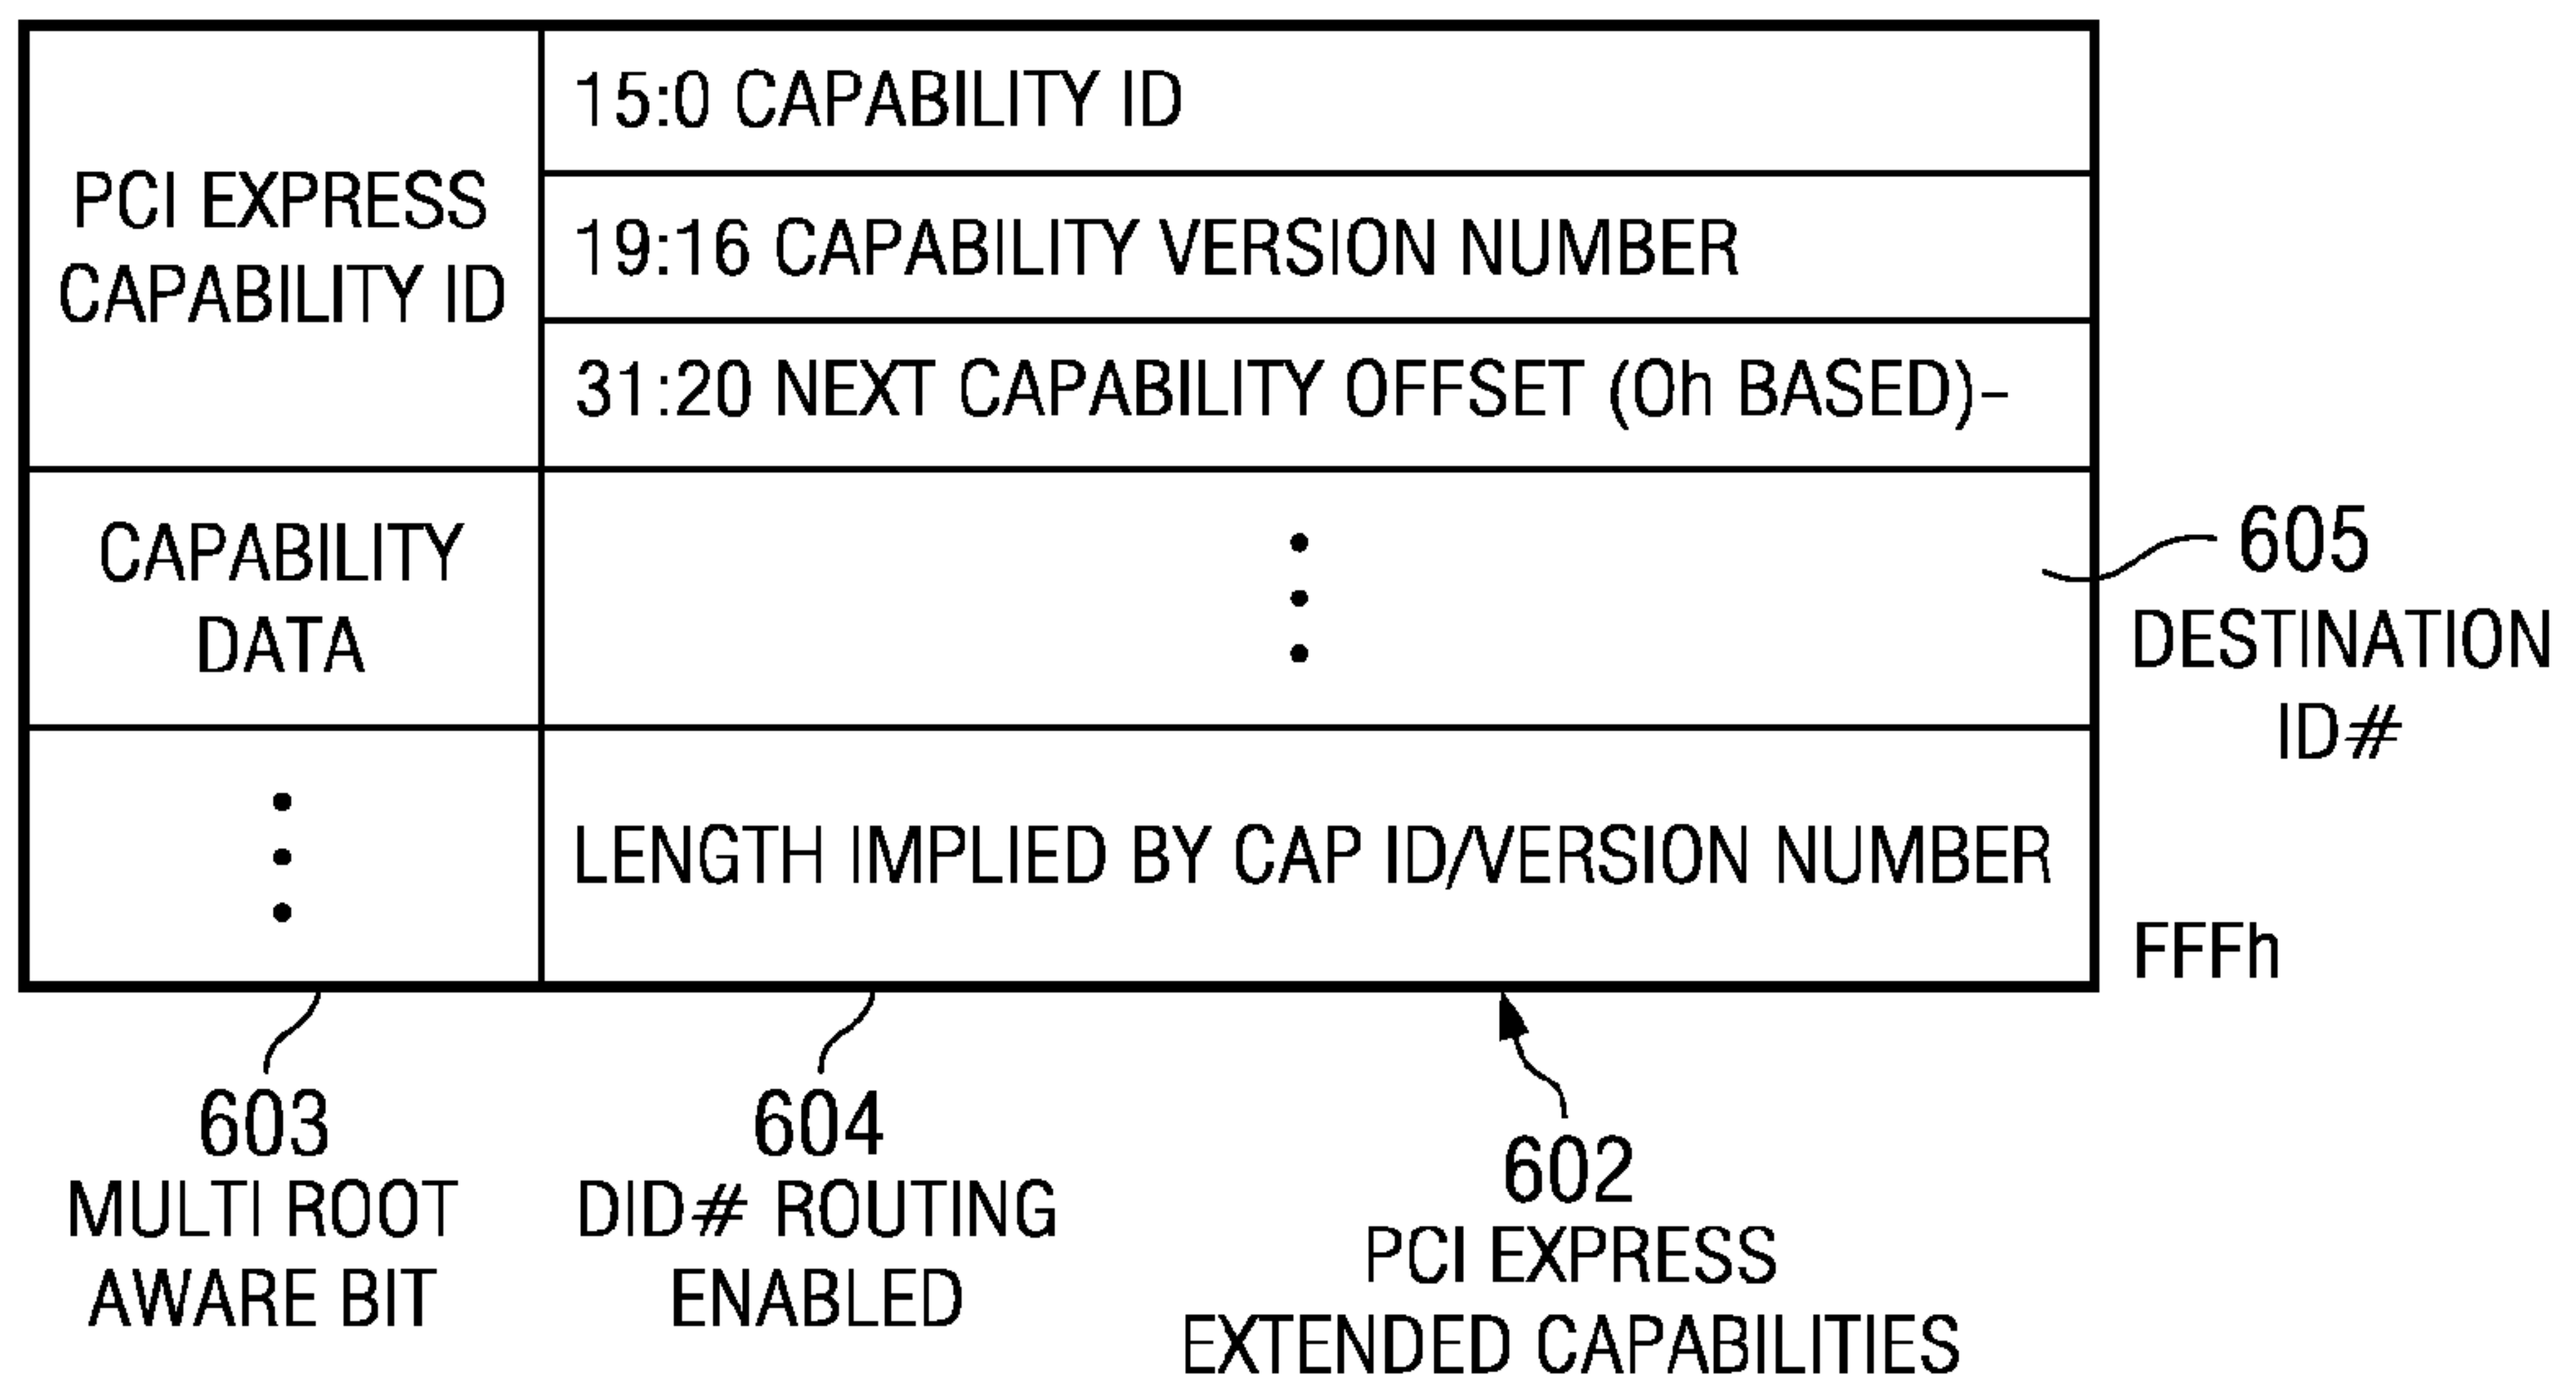 PCI EXPRESS
CAPABILITY ID
15:0 CAPABILITY ID
19:16 CAPABILITY VERSION NUMBER
31:20 NEXT CAPABILITY OFFSET (Oh BASED)–
CAPABILITY
DATA
605
DESTINATION
ID#
LENGTH IMPLIED BY CAP ID/VERSION NUMBER
FFFh
603
MULTI ROOT
AWARE BIT
604
DID# ROUTING
ENABLED
602
PCI EXPRESS
EXTENDED CAPABILITIES